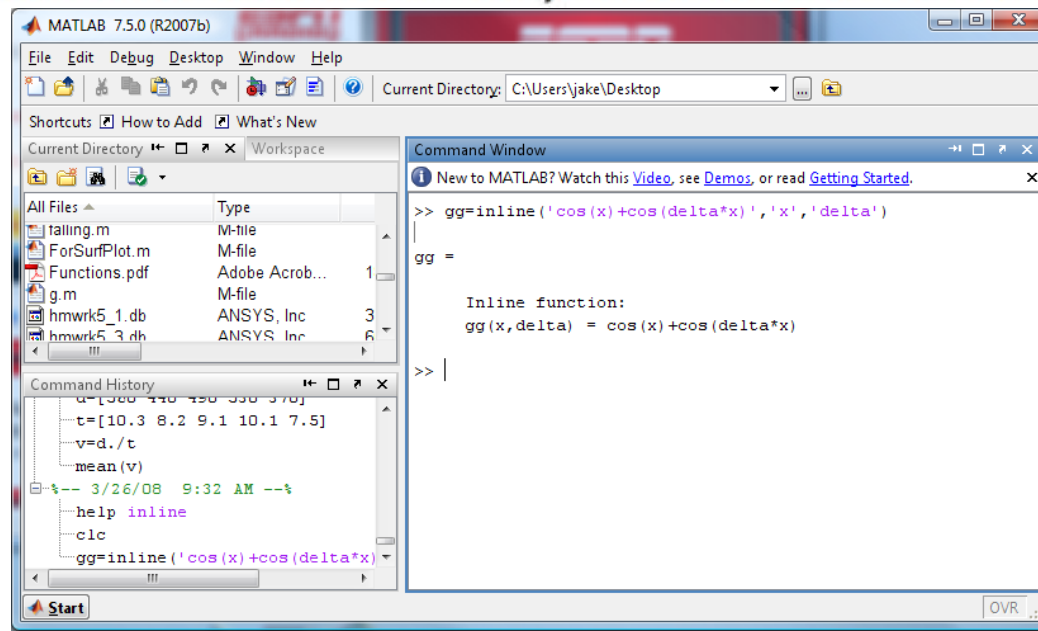 MATLAB 7.5.0 (R2007b)
File Edit Debug Desktop Window Help
Current Directory: C:\Users\jake\Desktop ...
Shortcuts How to Add What's New
Current Directory Workspace
All Files Type
falling.m M-file
ForSurfPlot.m M-file
Functions.pdf Adobe Acrob... 1
g.m M-file
hmwrk5_1.db ANSYS, Inc 3
hmwrk5_3.db ANSYS, Inc 6
Command History
t=[10.3 8.2 9.1 10.1 7.5]
v=d./t
mean(v)
%-- 3/26/08 9:32 AM --%
help inline
clc
gg=inline('cos(x)+cos(delta*x)
Start
Command Window
New to MATLAB? Watch this Video, see Demos, or read Getting Started.
>> gg=inline('cos(x)+cos(delta*x)','x','delta')
gg =
Inline function:
gg(x,delta) = cos(x)+cos(delta*x)
>>
OVR